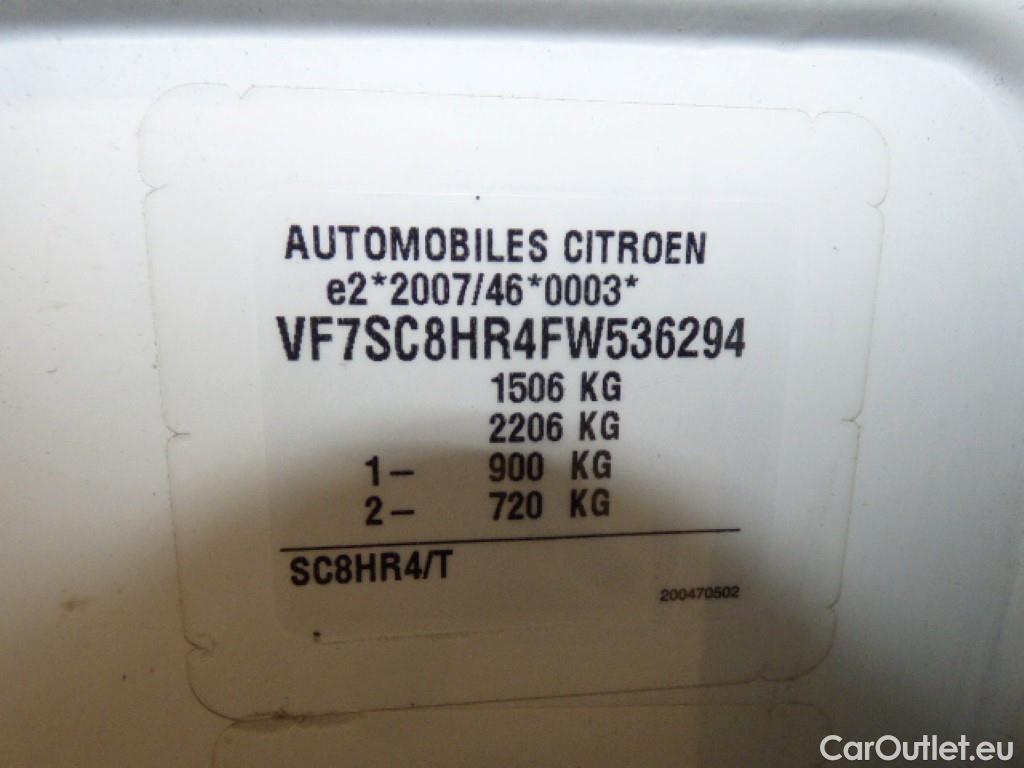 AUTOMOBILES CITROEN
e2*2007/46*0003*
VF7SC8HR4FW536294
1506 KG
2206 KG
1- 900 KG
2- 720 KG
SC8HR4/T
200470502
CarOutlet.eu